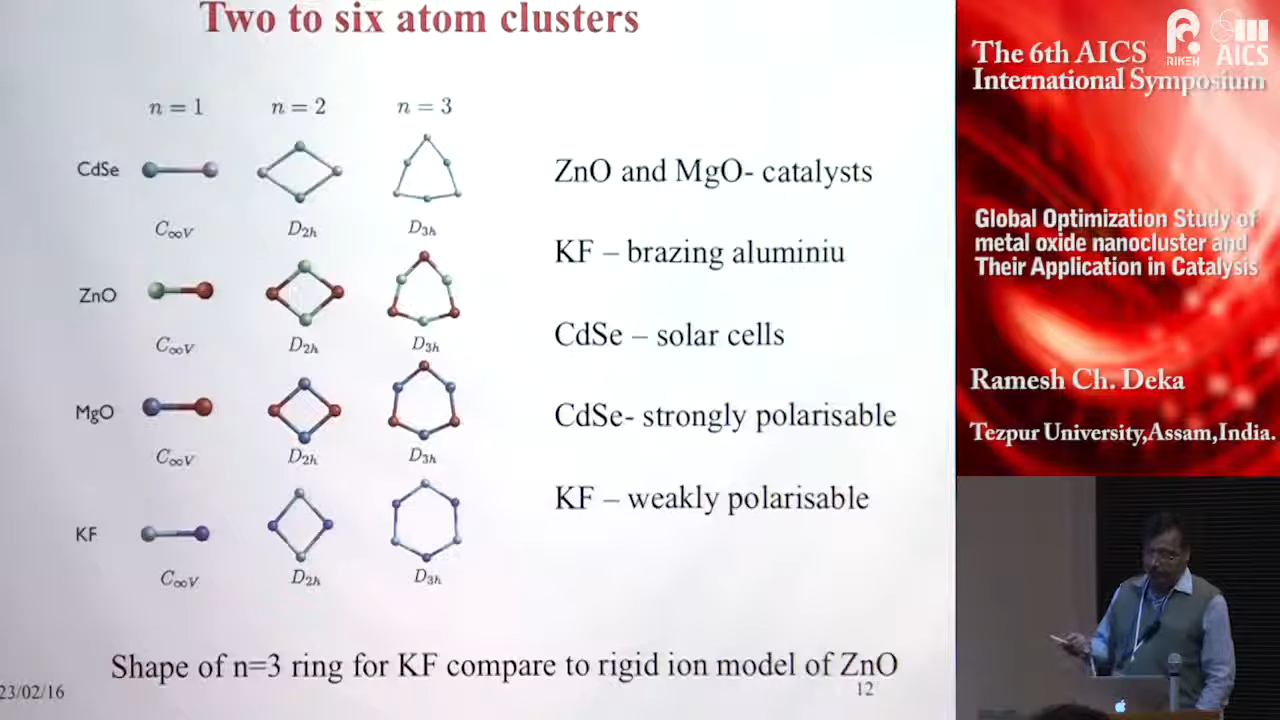 Two to six atom clusters
n = 1 n = 2 n = 3
CdSe
C∞V D2h D3h
ZnO
C∞V D2h D3h
MgO
C∞V D2h D3h
KF
C∞V D2h D3h
ZnO and MgO- catalysts
KF – brazing aluminiu
CdSe – solar cells
CdSe- strongly polarisable
KF – weakly polarisable
Shape of n=3 ring for KF compare to rigid ion model of ZnO
23/02/16
12
RIKEN
AICS
The 6th AICS
International Symposium
Global Optimization Study of
metal oxide nanocluster and
Their Application in Catalysis
Ramesh Ch. Deka
Tezpur University,Assam,India.